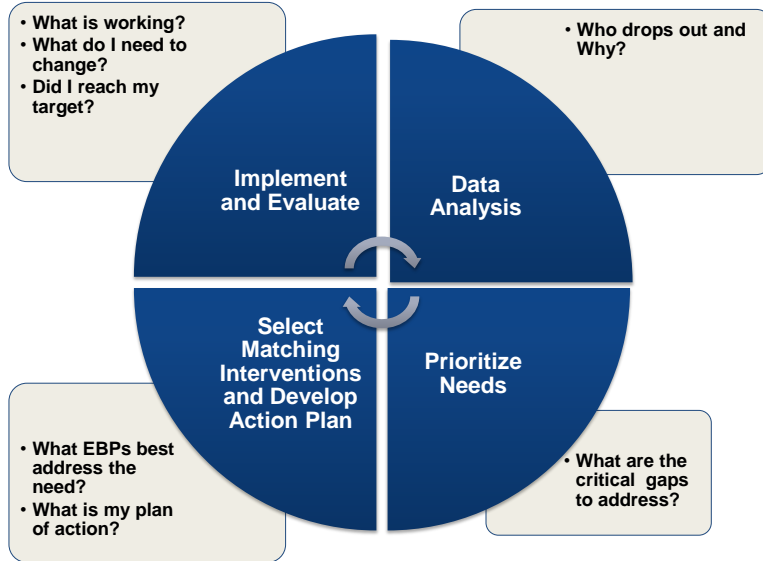 • What is working?
• What do I need to
change?
• Did I reach my
target?
• Who drops out and
Why?
Implement
and Evaluate
Data
Analysis
Select
Matching
Interventions
and Develop
Action Plan
Prioritize
Needs
• What EBPs best
address the
need?
• What is my plan
of action?
• What are the
critical gaps
to address?